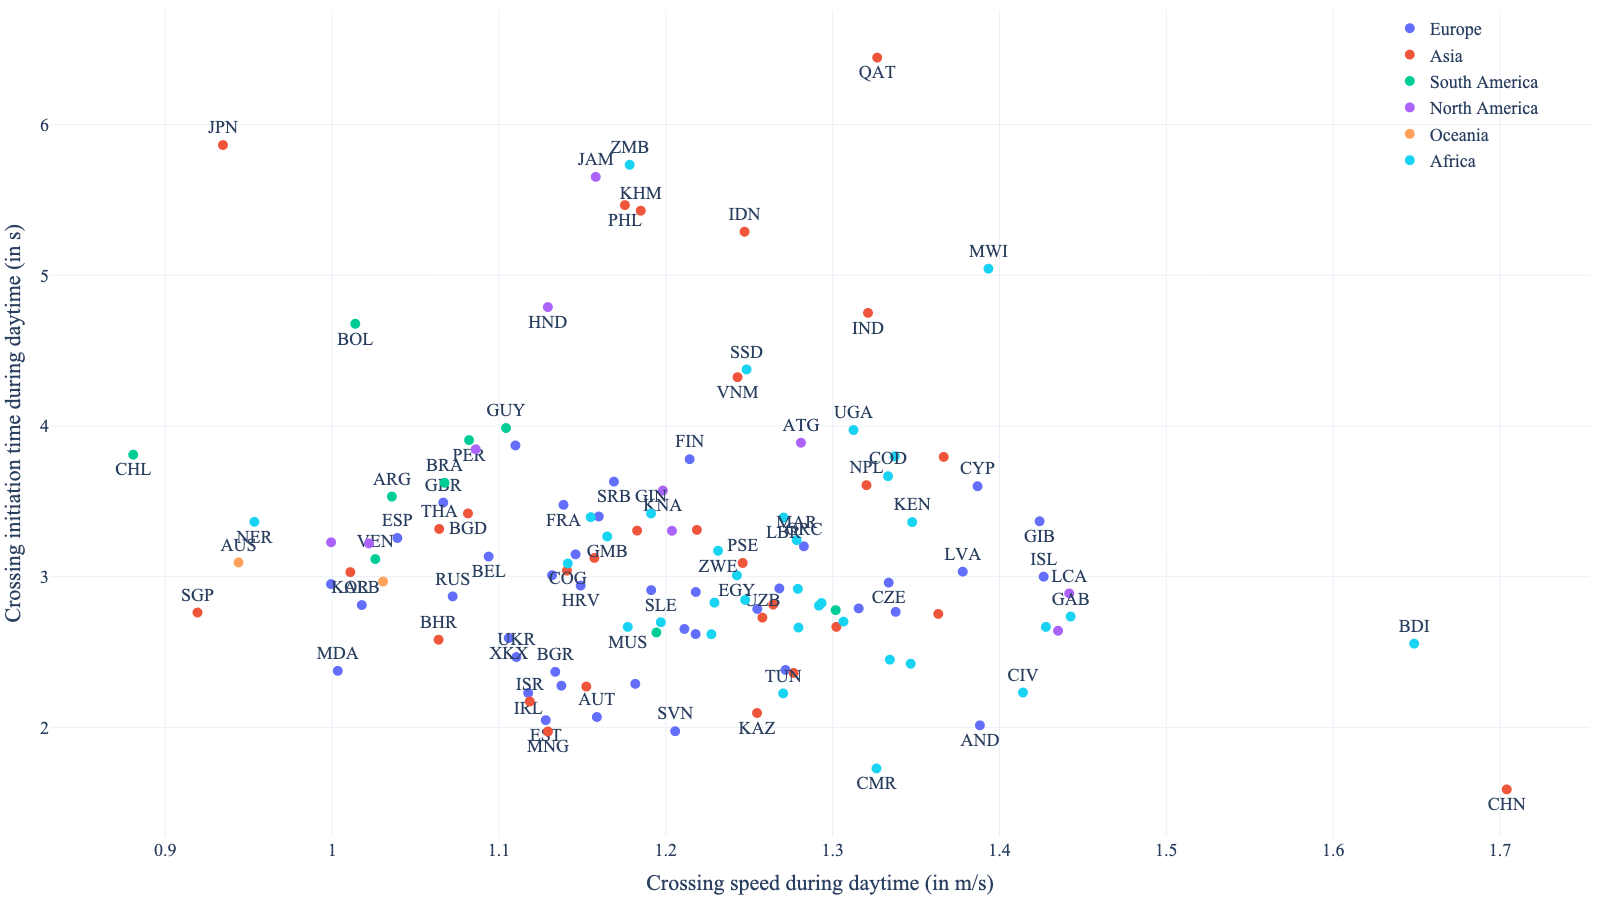 Europe
Asia
South America
North America
Oceania
Africa
QAT
6
JPN
ZMB
JAM
KHM
PHL
IDN
MWI
5
HND
IND
BOL
SSD
VNM
GUY
UGA
4
ATG
FIN
PER
COD
CHL
BRA
NPL
CYP
ARG
GBR
SRB
GIN
KNA
KEN
THA
ESP
FRA
BGD
MAR
LBR
GRC
GIB
NER
AUS
VEN
GMB
PSE
LVA
ISL
3
BEL
COG
ZWE
RUS
LCA
SGP
HRV
SLE
EGY
UZB
CZE
GAB
BHR
UKR
MUS
BDI
MDA
XKX
BGR
TUN
CIV
ISR
IRL
AUT
SVN
2
EST
MNG
KAZ
AND
CMR
CHN
0.9
1
1.1
1.2
1.3
1.4
1.5
1.6
1.7
Crossing speed during daytime (in m/s)
Crossing initiation time during daytime (in s)